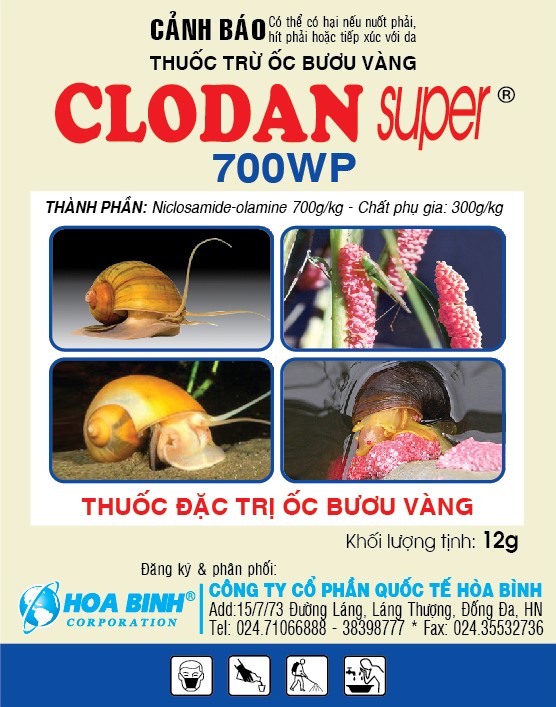 CẢNH BÁO Có thể có hại nếu nuốt phải,
hít phải hoặc tiếp xúc với da
THUỐC TRỪ ỐC BƯƠU VÀNG
CLODAN super ®
700WP
THÀNH PHẦN: Niclosamide-olamine 700g/kg - Chất phụ gia: 300g/kg
THUỐC ĐẶC TRỊ ỐC BƯƠU VÀNG
Khối lượng tịnh: 12g
Đăng ký & phân phối:
HOA BINH®
CORPORATION
CÔNG TY CỔ PHẦN QUỐC TẾ HÒA BÌNH
Add:15/7/73 Đường Láng, Láng Thượng, Đống Đa, HN
Tel: 024.71066888 - 38398777 * Fax: 024.35532736